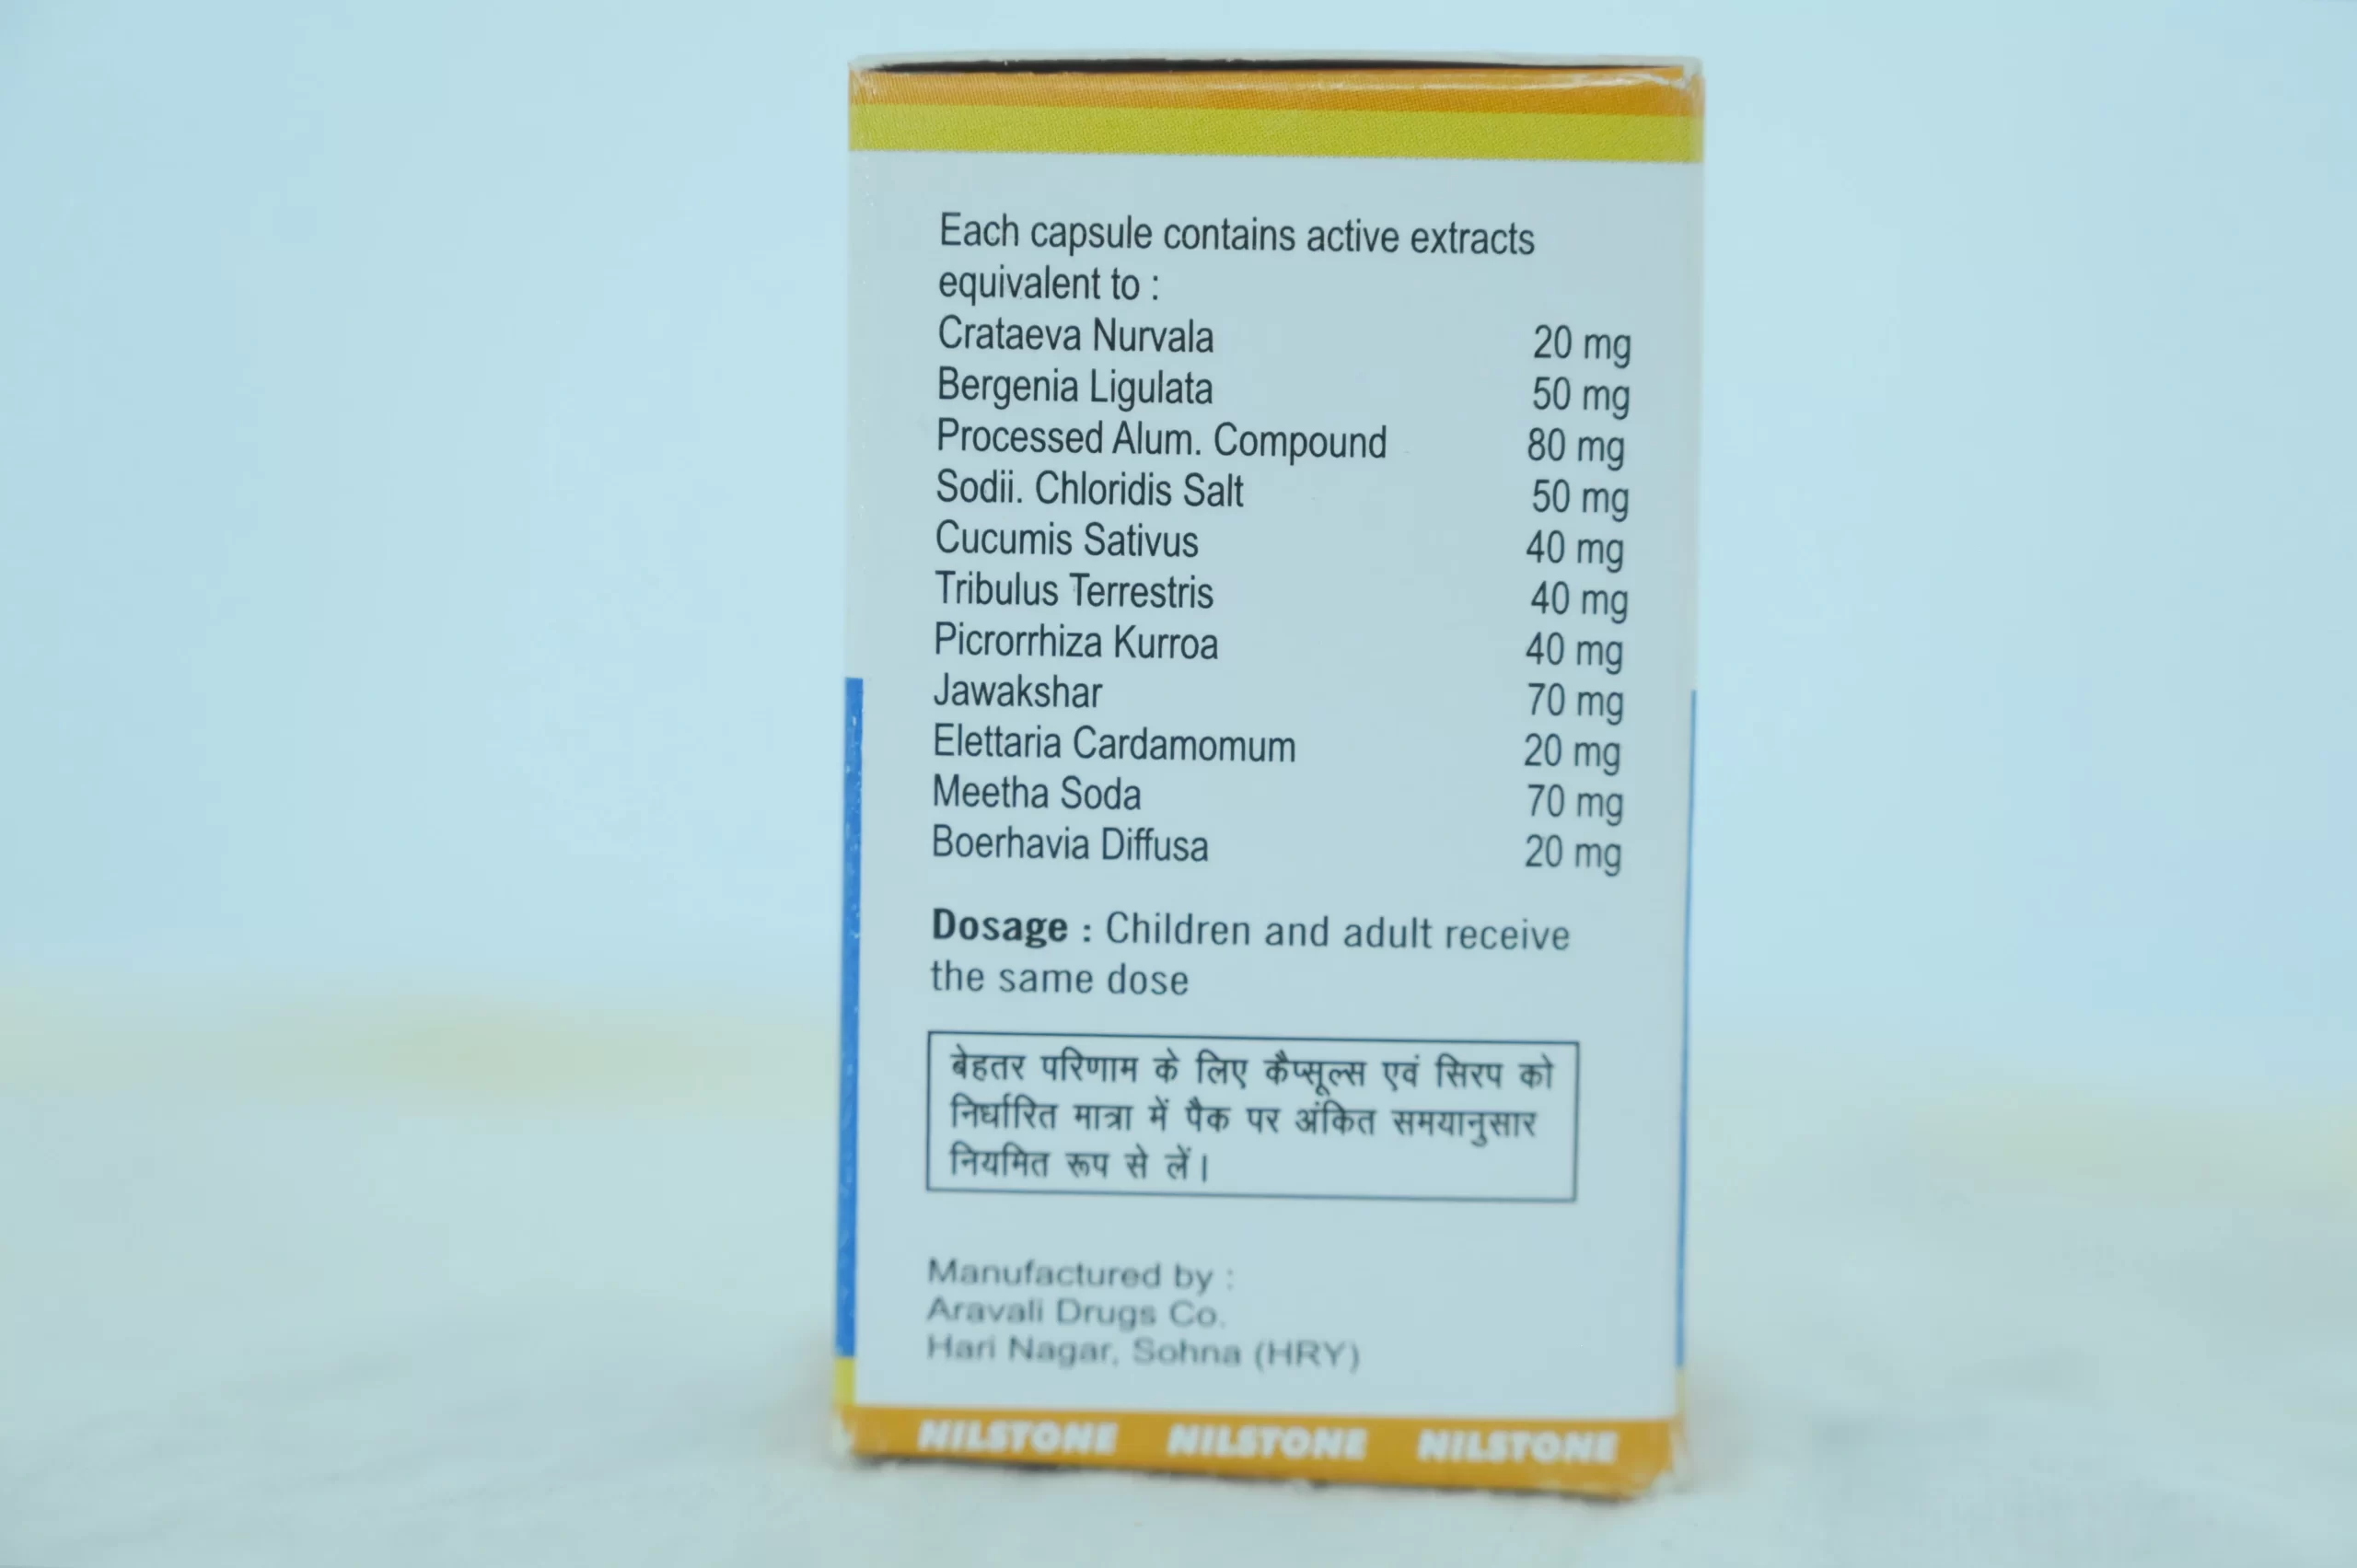 Each capsule contains active extracts
equivalent to :
Crataeva Nurvala 20 mg
Bergenia Ligulata 50 mg
Processed Alum. Compound 80 mg
Sodii. Chloridis Salt 50 mg
Cucumis Sativus 40 mg
Tribulus Terrestris 40 mg
Picrorrhiza Kurroa 40 mg
Jawakshar 70 mg
Elettaria Cardamomum 20 mg
Meetha Soda 70 mg
Boerhavia Diffusa 20 mg
Dosage : Children and adult receive
the same dose
बेहतर परिणाम के लिए कैप्सूल्स एवं सिरप को
निर्धारित मात्रा में पैक पर अंकित समयानुसार
नियमित रूप से लें।
Manufactured by :
Aravali Drugs Co.
Hari Nagar, Sohna (HRY)
NILSTONE NILSTONE NILSTONE